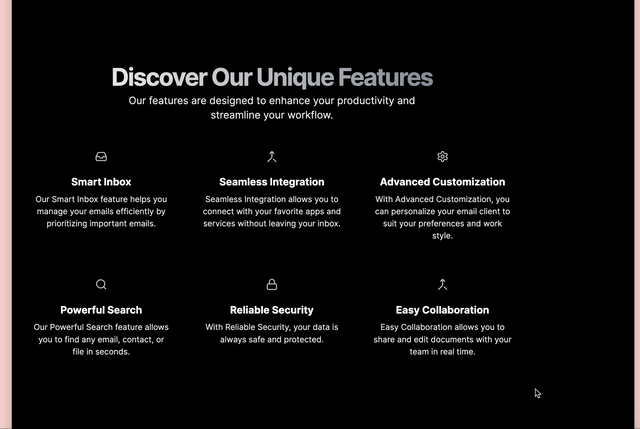 Discover Our Unique Features
Our features are designed to enhance your productivity and
streamline your workflow.
Smart Inbox
Our Smart Inbox feature helps you
manage your emails efficiently by
prioritizing important emails.
Seamless Integration
Seamless Integration allows you to
connect with your favorite apps and
services without leaving your inbox.
Advanced Customization
With Advanced Customization, you
can personalize your email client to
suit your preferences and work
style.
Powerful Search
Our Powerful Search feature allows
you to find any email, contact, or
file in seconds.
Reliable Security
With Reliable Security, your data is
always safe and protected.
Easy Collaboration
Easy Collaboration allows you to
share and edit documents with your
team in real time.